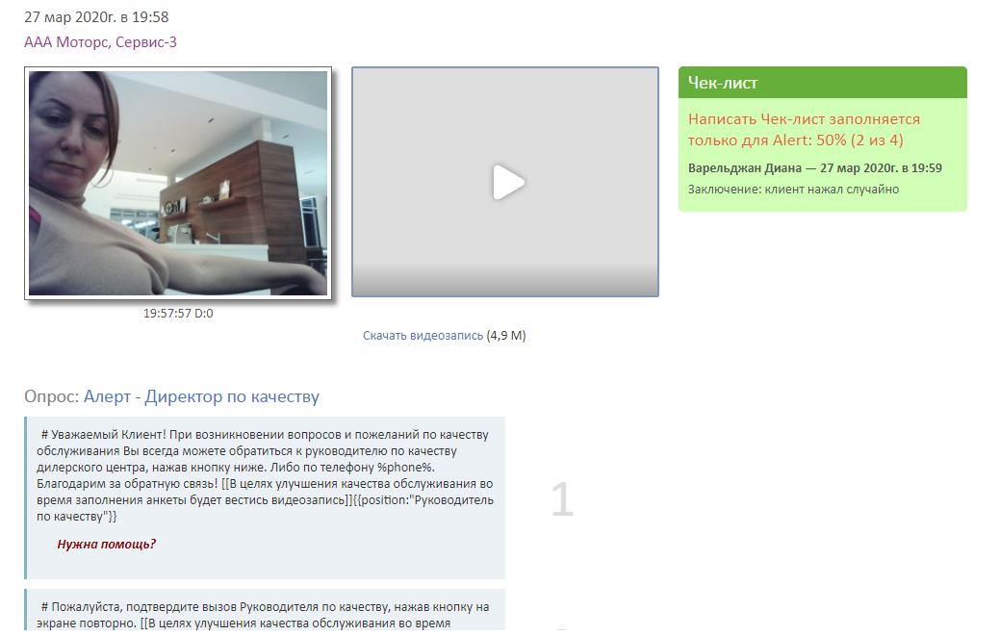 27 мар 2020г. в 19:58
ААА Моторс, Сервис-3
Чек-лист
Написать Чек-лист заполняется
только для Alert: 50% (2 из 4)
Варельджан Диана — 27 мар 2020г. в 19:59
Заключение: клиент нажал случайно
19:57:57 D:0
Скачать видеозапись (4,9 M)
Опрос: Алерт - Директор по качеству
# Уважаемый Клиент! При возникновении вопросов и пожеланий по качеству
обслуживания Вы всегда можете обратиться к руководителю по качеству
дилерского центра, нажав кнопку ниже. Либо по телефону %phone%.
Благодарим за обратную связь! [[В целях улучшения качества обслуживания во
время заполнения анкеты будет вестись видеозапись]]{{position:"Руководитель
по качеству"}}
1
Нужна помощь?
# Пожалуйста, подтвердите вызов Руководителя по качеству, нажав кнопку на
экране повторно. [[В целях улучшения качества обслуживания во время